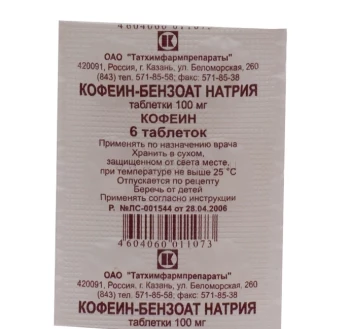 ОАО "Татхимфармпрепараты"
420091, Россия, г. Казань, ул. Беломорская, 260
(843) тел. 571-85-58; факс: 571-85-38
КОФЕИН-БЕНЗОАТ НАТРИЯ
таблетки 100 мг
КОФЕИН
6 таблеток
Применять по назначению врача
Хранить в сухом,
защищенном от света месте,
при температуре не выше 25 °С
Отпускается по рецепту
Беречь от детей
Применять согласно инструкции
Р. №ЛС-001544 от 28.04.2006
4 604060 011073
ОАО "Татхимфармпрепараты"
420091, Россия, г. Казань, ул. Беломорская, 260
(843) тел. 571-85-58; факс: 571-85-38
КОФЕИН-БЕНЗОАТ НАТРИЯ
таблетки 100 мг